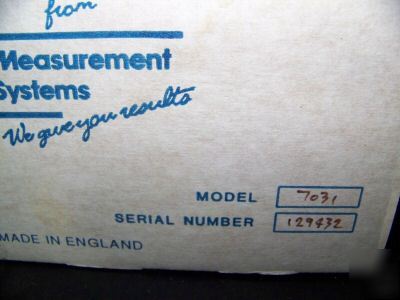 from
Measurement
Systems
We give you results
MODEL 7031
SERIAL NUMBER 129432
MADE IN ENGLAND